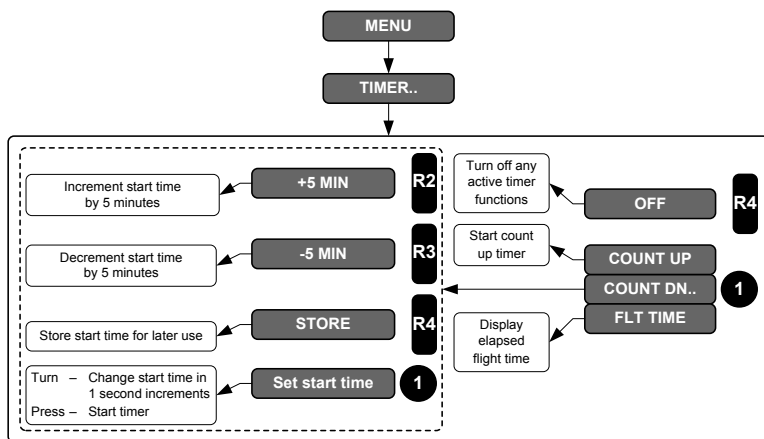 MENU
TIMER..
Increment start time
by 5 minutes
+5 MIN
R2
Decrement start time
by 5 minutes
-5 MIN
R3
Store start time for later use
STORE
R4
Turn – Change start time in
1 second increments
Press – Start timer
Set start time
1
Turn off any
active timer
functions
OFF
R4
Start count
up timer
COUNT UP
COUNT DN..
1
FLT TIME
Display
elapsed
flight time